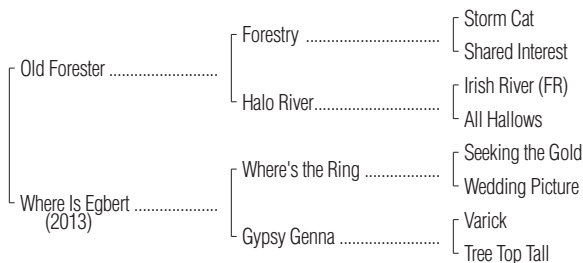 Storm Cat
Forestry ................................
Shared Interest
Old Forester ..........................
Irish River (FR)
Halo River..............................
All Hallows
Seeking the Gold
Where's the Ring ..................
Wedding Picture
Where Is Egbert ....................
(2013)
Varick
Gypsy Genna ........................
Tree Top Tall